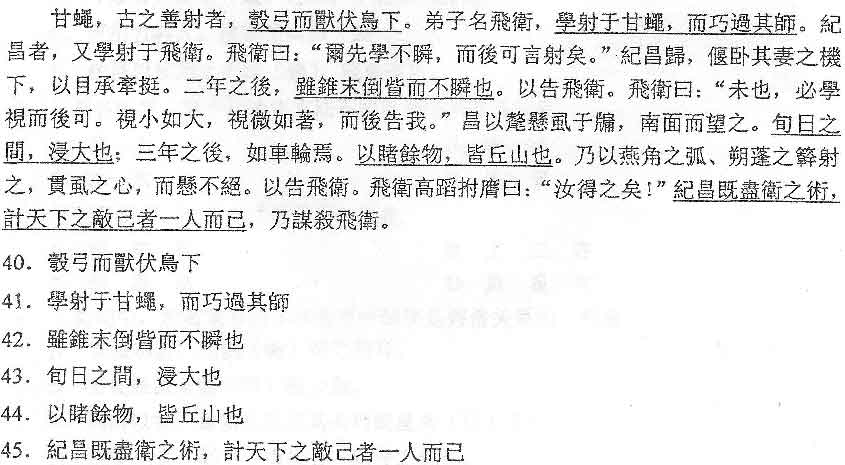 甘蠅，古之善射者，彀弓而獸伏鳥下。弟子名飛衛，學射于甘蠅，而巧過其師。紀
昌者，又學射于飛衛。飛衛曰：“爾先學不瞬，而後可言射矣。”紀昌歸，偃卧其妻之機
下，以目承牽挺。二年之後，雖錐末倒眥而不瞬也。以告飛衛。飛衛曰：“未也，必學
視而後可。視小如大，視微如著，而後告我。”昌以氂懸虱于牖，南面而望之。旬日之
間，浸大也；三年之後，如車輪焉。以睹餘物，皆丘山也。乃以燕角之弧、朔蓬之簳射
之，貫虱之心，而懸不絕。以告飛衛。飛衛高蹈拊膺曰：“汝得之矣！”紀昌既盡衛之術，
計天下之敵己者一人而已，乃謀殺飛衛。
40．彀弓而獸伏鳥下
41．學射于甘蠅，而巧過其師
42．雖錐末倒眥而不瞬也
43．旬日之間，浸大也
44．以睹餘物，皆丘山也
45．紀昌既盡衛之術，計天下之敵己者一人而已